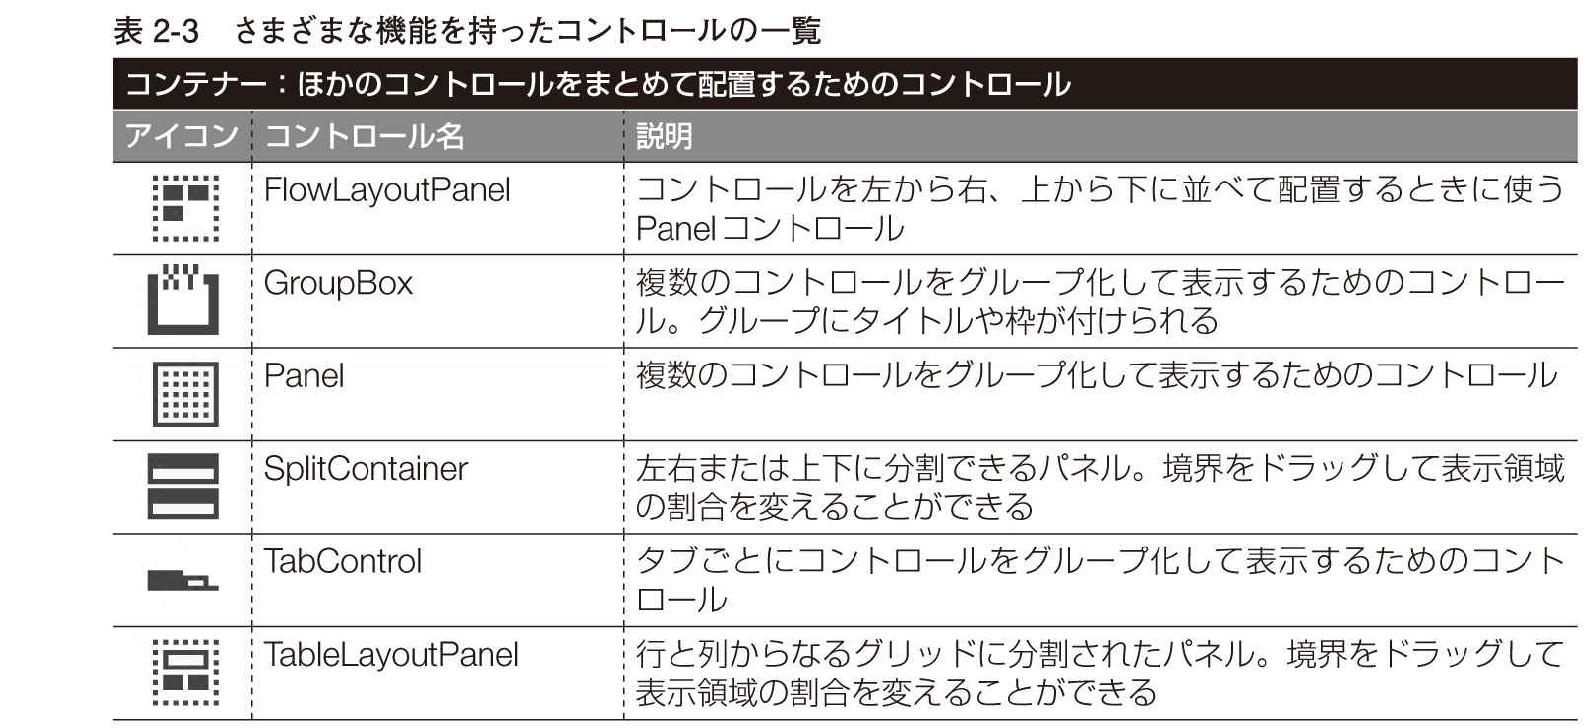 表 2-3　さまざまな機能を持ったコントロールの一覧
コンテナー：ほかのコントロールをまとめて配置するためのコントロール
アイコン コントロール名 説明
FlowLayoutPanel コントロールを左から右、上から下に並べて配置するときに使う
Panelコントロール
GroupBox 複数のコントロールをグループ化して表示するためのコントロー
ル。グループにタイトルや枠が付けられる
Panel 複数のコントロールをグループ化して表示するためのコントロール
SplitContainer 左右または上下に分割できるパネル。境界をドラッグして表示領域
の割合を変えることができる
TabControl タブごとにコントロールをグループ化して表示するためのコント
ロール
TableLayoutPanel 行と列からなるグリッドに分割されたパネル。境界をドラッグして
表示領域の割合を変えることができる